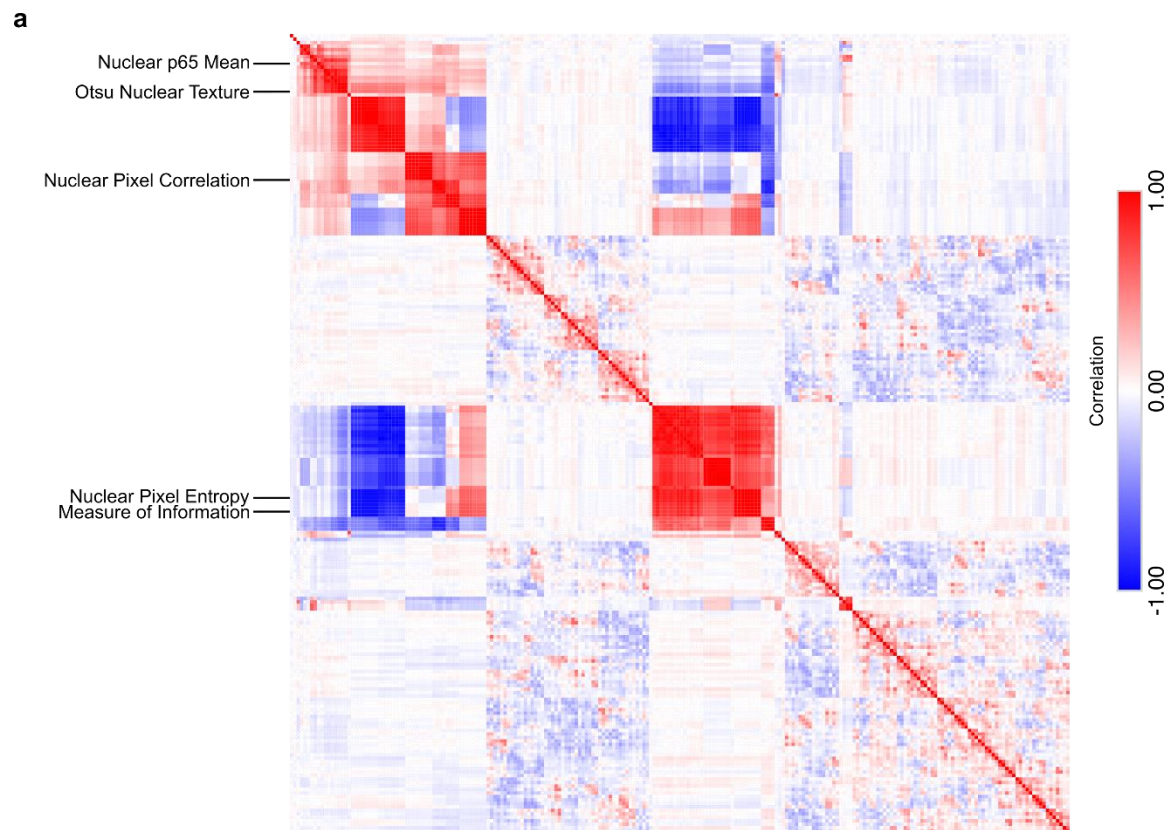 a
Nuclear p65 Mean
Otsu Nuclear Texture
Nuclear Pixel Correlation
Nuclear Pixel Entropy
Measure of Information
Correlation
1.00
0.00
-1.00